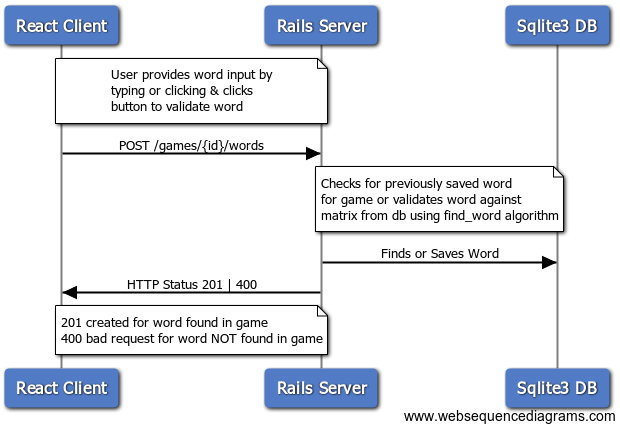 React Client
Rails Server
Sqlite3 DB
User provides word input by
typing or clicking & clicks
button to validate word
POST /games/{id}/words
Checks for previously saved word
for game or validates word against
matrix from db using find_word algorithm
Finds or Saves Word
HTTP Status 201 | 400
201 created for word found in game
400 bad request for word NOT found in game
React Client
Rails Server
Sqlite3 DB
www.websequencediagrams.com